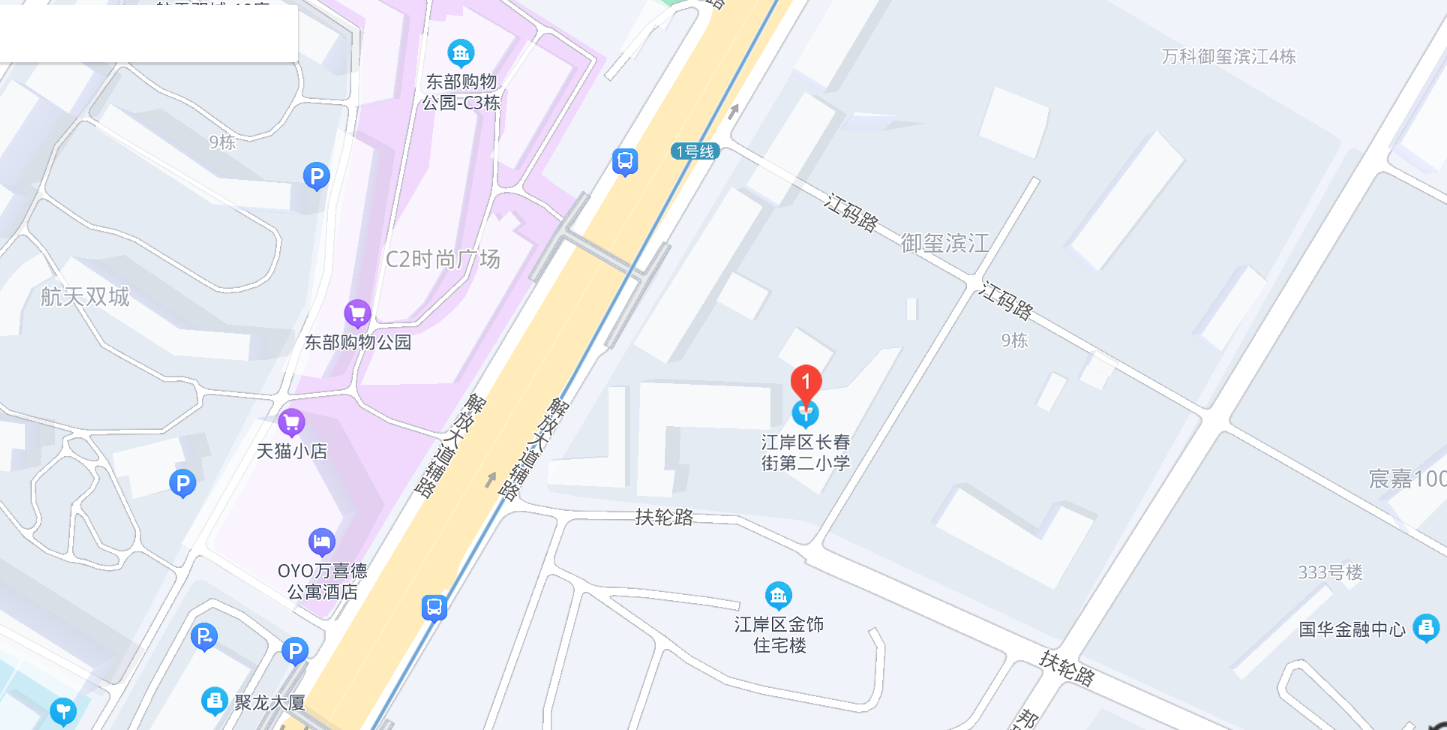 万科御玺滨江4栋
东部购物
公园-C3栋
9栋
1号线
江码路
御玺滨江
C2时尚广场
航天双城
江码路
东部购物公园
9栋
1
解放大道辅路
解放大道辅路
天猫小店
江岸区长春
街第二小学
P
P
扶轮路
OYO万喜德
公寓酒店
333号楼
江岸区金饰
住宅楼
国华金融中心
P
P
扶轮路
聚龙大厦